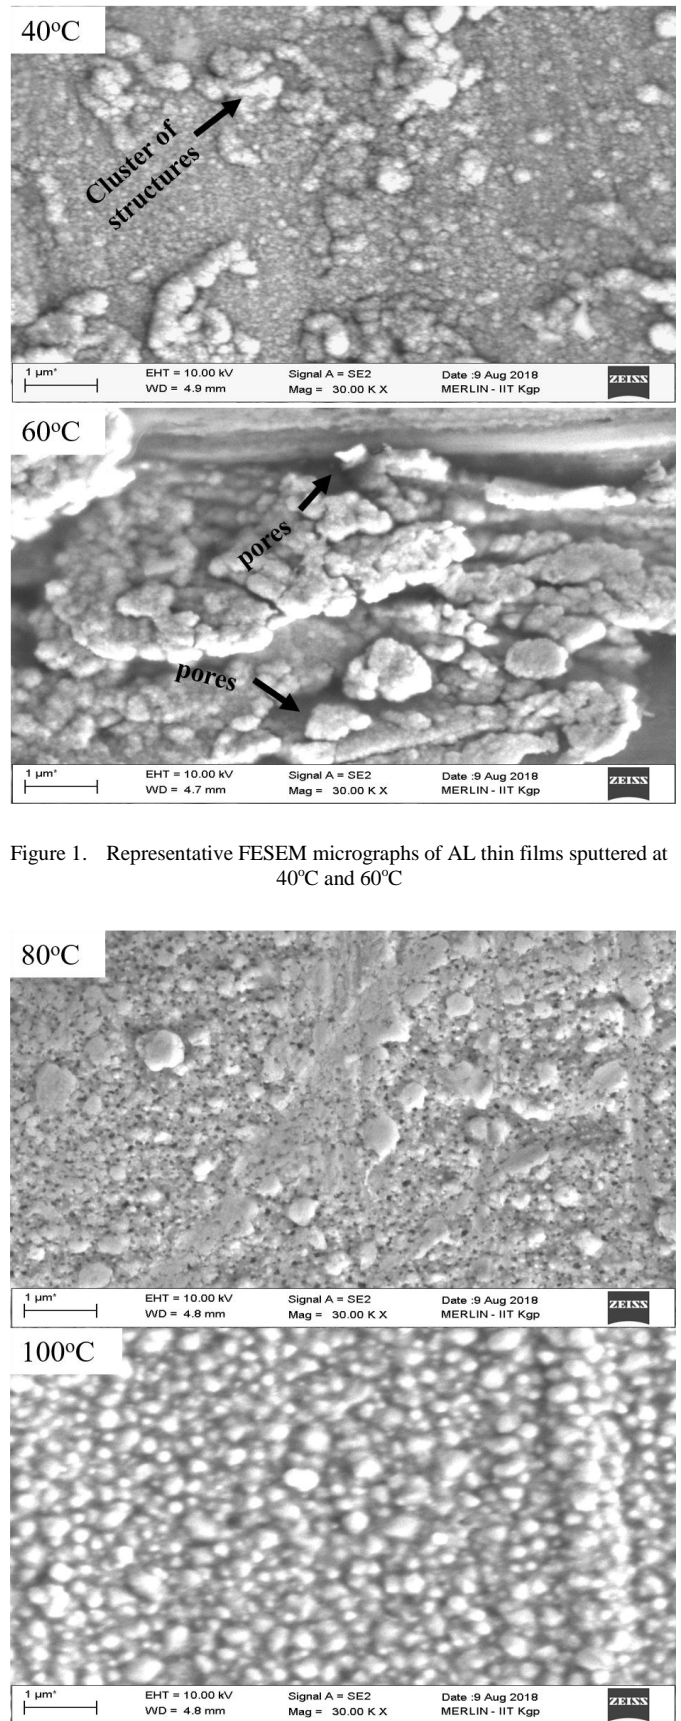 40°C
Cluster of
structures
1 µm*
EHT = 10.00 kV
Signal A = SE2
Date :9 Aug 2018
WD = 4.9 mm
Mag = 30.00 K X
MERLIN - IIT Kgp
ZEISS
60°C
pores
pores
1 µm*
EHT = 10.00 kV
Signal A = SE2
Date :9 Aug 2018
WD = 4.7 mm
Mag = 30.00 K X
MERLIN - IIT Kgp
ZEISS
Figure 1. Representative FESEM micrographs of AL thin films sputtered at
40°C and 60°C
80°C
1 µm*
EHT = 10.00 kV
Signal A = SE2
Date :9 Aug 2018
WD = 4.8 mm
Mag = 30.00 K X
MERLIN - IIT Kgp
ZEISS
100°C
1 µm*
EHT = 10.00 kV
Signal A = SE2
Date :9 Aug 2018
WD = 4.8 mm
Mag = 30.00 K X
MERLIN - IIT Kgp
ZEISS